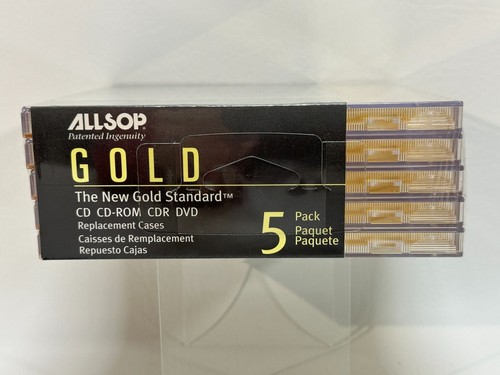 ALLSOP.
Patented Ingenuity
GOLD
The New Gold Standard™
CD CD-ROM CDR DVD
Replacement Cases
Caisses de Remplacement
Repuesto Cajas
5 Pack
Paquet
Paquete